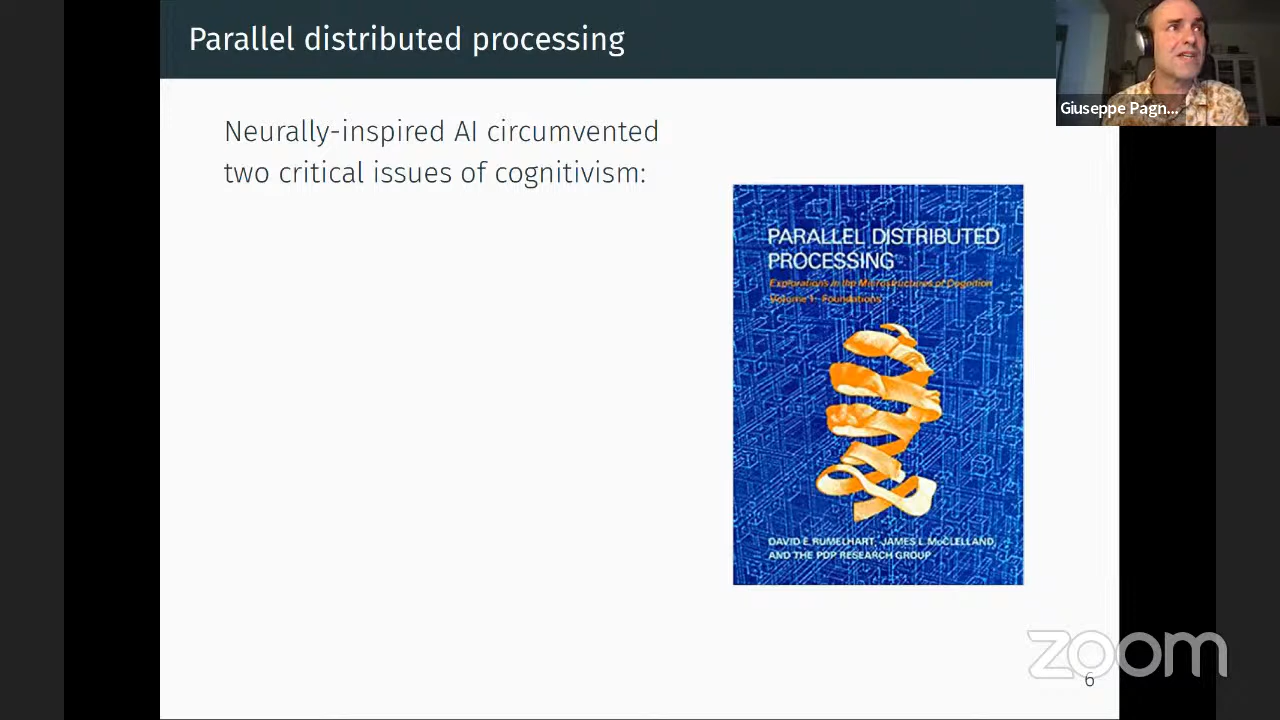 Parallel distributed processing
Giuseppe Pagn...
Neurally-inspired AI circumvented
two critical issues of cognitivism:
PARALLEL DISTRIBUTED
PROCESSING
Explorations in the Microstructures of Cognition
Volume 1: Foundations
DAVID E. RUMELHART, JAMES L. McCLELLAND,
AND THE PDP RESEARCH GROUP
zoom
6